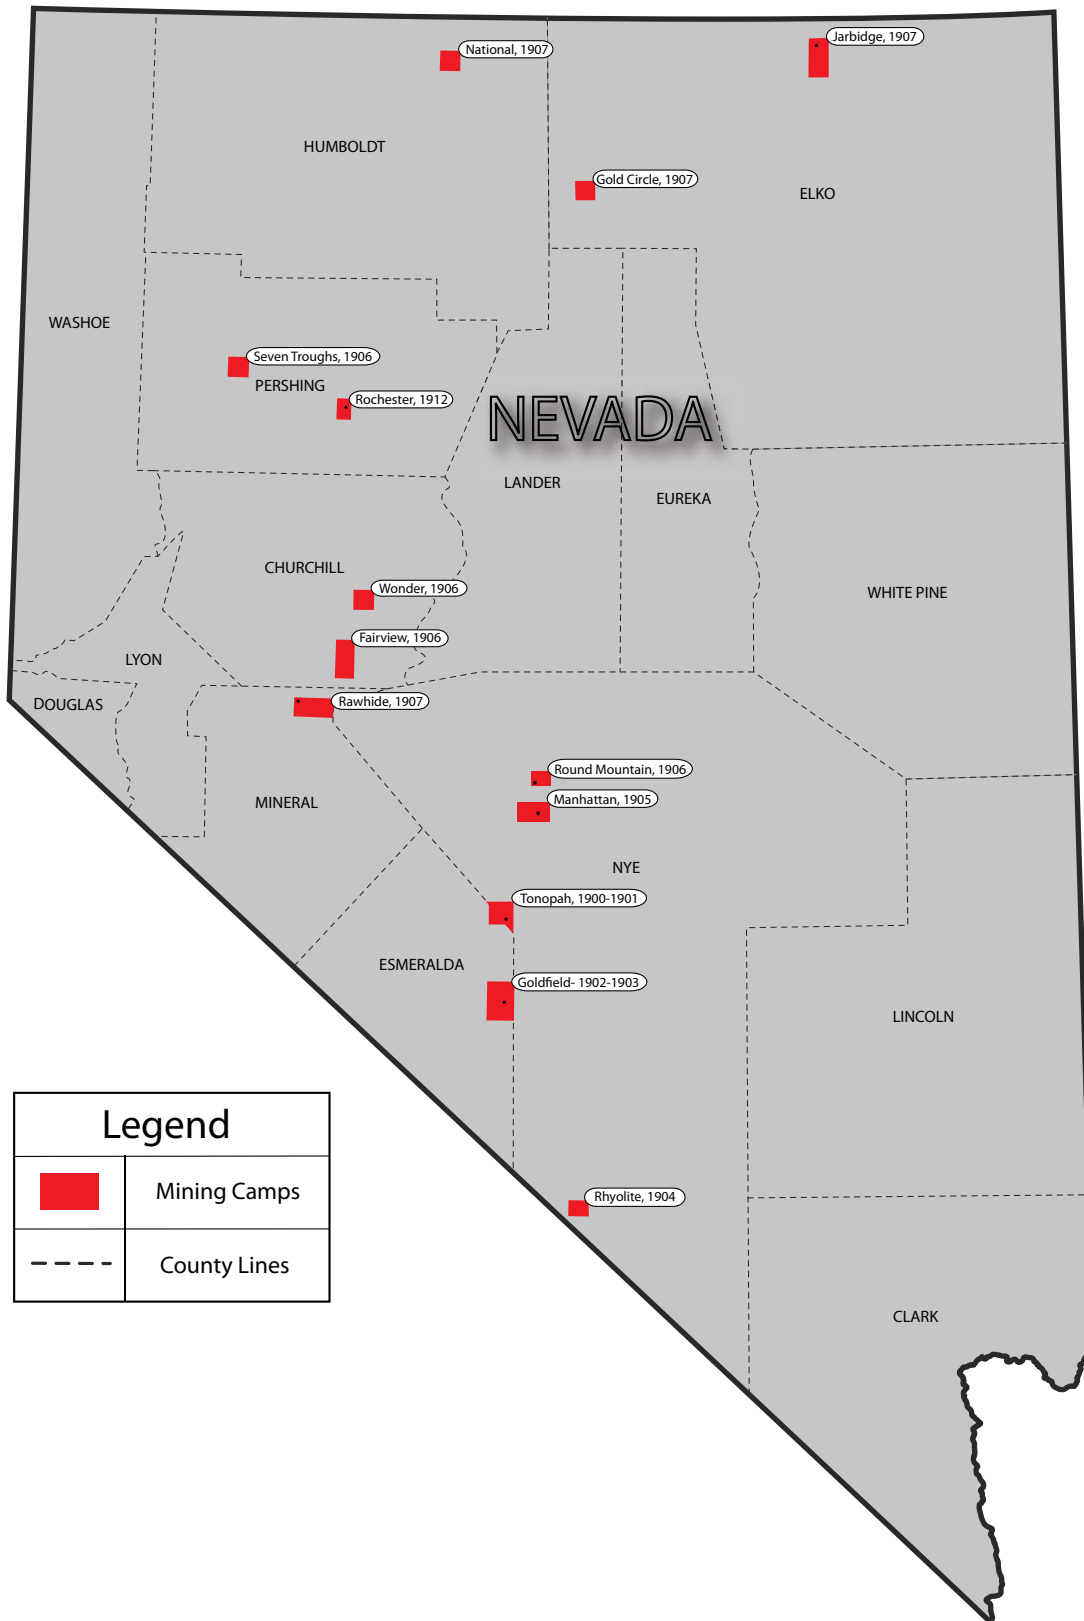 National, 1907
Jarbidge, 1907
HUMBOLDT
Gold Circle, 1907
ELKO
WASHOE
Seven Troughs, 1906
PERSHING
Rochester, 1912
NEVADA
LANDER
EUREKA
CHURCHILL
Wonder, 1906
WHITE PINE
Fairview, 1906
LYON
DOUGLAS
Rawhide, 1907
Round Mountain, 1906
MINERAL
Manhattan, 1905
NYE
Tonopah, 1900-1901
ESMERALDA
Goldfield- 1902-1903
LINCOLN
Legend
Mining Camps
Rhyolite, 1904
County Lines
CLARK